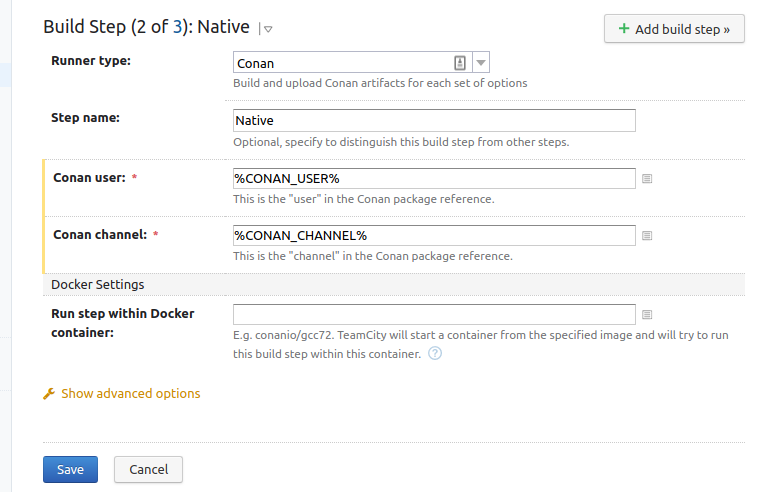 Build Step (2 of 3): Native
+ Add build step »
Runner type:
Conan
Build and upload Conan artifacts for each set of options
Step name:
Native
Optional, specify to distinguish this build step from other steps.
Conan user: *
%CONAN_USER%
This is the "user" in the Conan package reference.
Conan channel: *
%CONAN_CHANNEL%
This is the "channel" in the Conan package reference.
Docker Settings
Run step within Docker
container:
E.g. conanio/gcc72. TeamCity will start a container from the specified image and will try to run
this build step within this container. ?
Show advanced options
Save
Cancel